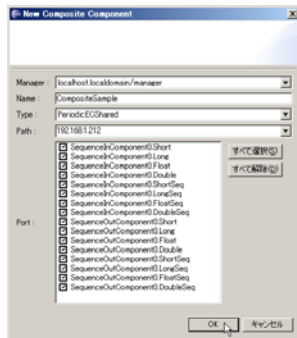 New Composite Component
Manager : localhost.localdomain/manager
Name : CompositeSample
Type : PeriodicECShared
Path : 192.168.1.212
Port :
SequenceInComponent0.Short
SequenceInComponent0.Long
SequenceInComponent0.Float
SequenceInComponent0.Double
SequenceInComponent0.ShortSeq
SequenceInComponent0.LongSeq
SequenceInComponent0.FloatSeq
SequenceInComponent0.DoubleSeq
SequenceOutComponent0.Short
SequenceOutComponent0.Long
SequenceOutComponent0.Float
SequenceOutComponent0.Double
SequenceOutComponent0.ShortSeq
SequenceOutComponent0.LongSeq
SequenceOutComponent0.FloatSeq
SequenceOutComponent0.DoubleSeq
すべて選択(S)
すべて解除(D)
OK
キャンセル